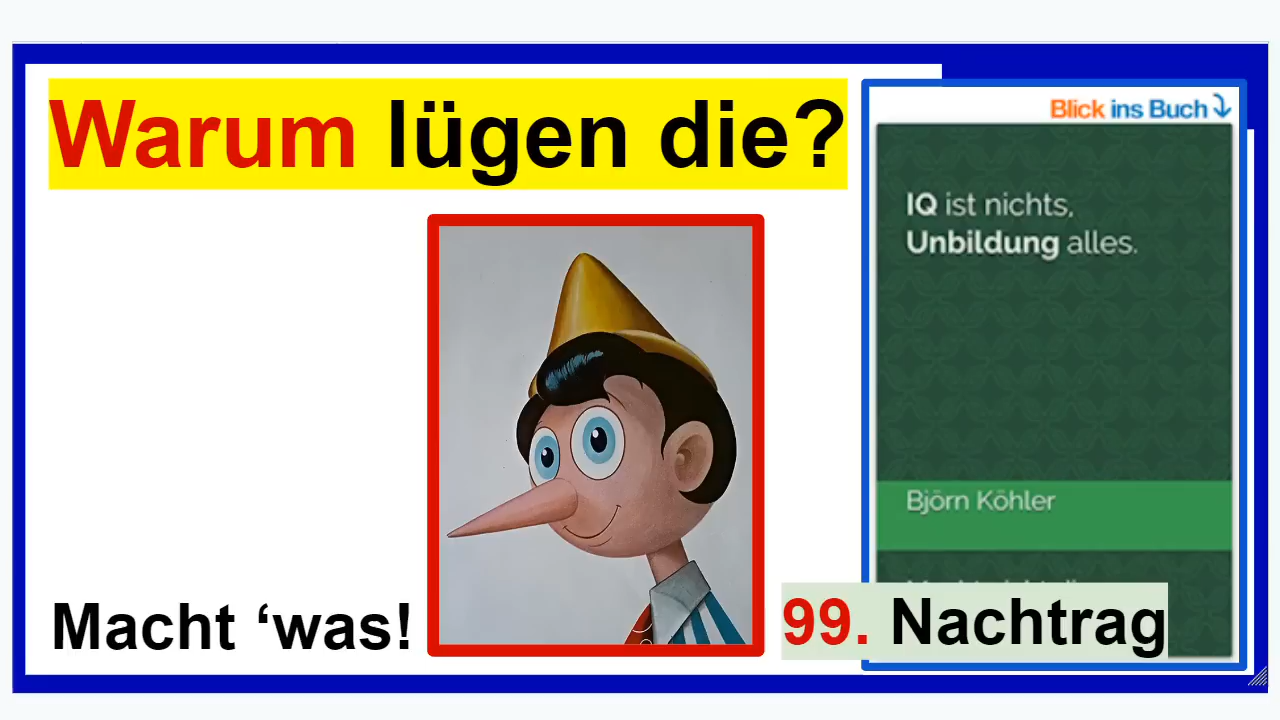 Warum lügen die?
Blick ins Buch
IQ ist nichts,
Unbildung alles.
Björn Köhler
Macht ‘was!
99. Nachtrag